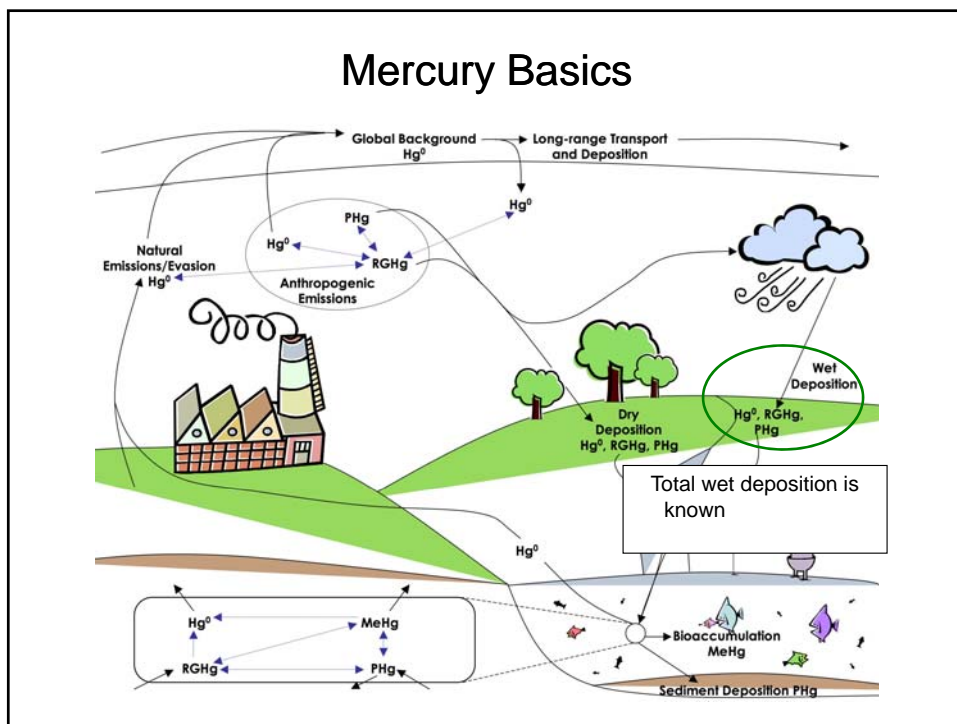 Mercury Basics
Global Background
Hg⁰
Long-range Transport
and Deposition
Hg⁰
PHg
Hg⁰
RGHg
Anthropogenic
Emissions
Natural
Emissions/Evasion
Hg⁰
Wet
Deposition
Hg⁰, RGHg,
PHg
Dry
Deposition
Hg⁰, RGHg, PHg
Total wet deposition is
known
Hg⁰
Hg⁰
MeHg
RGHg
PHg
Bioaccumulation
MeHg
Sediment Deposition PHg